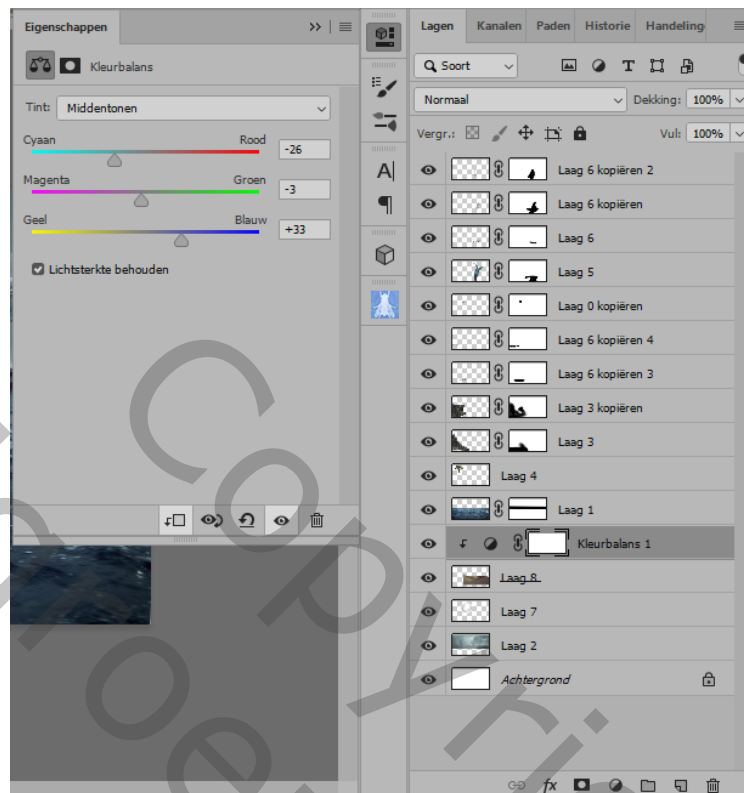 Eigenschappen
Kleurbalans
Tint: Middentonen
Cyaan Rood -26
Magenta Groen -3
Geel Blauw +33
Lichtsterkte behouden
Lagen Kanalen Paden Historie Handeling
Soort
Normaal Dekking: 100%
Vergr.: Vul: 100%
Laag 6 kopiëren 2
Laag 6 kopiëren
Laag 6
Laag 5
Laag 0 kopiëren
Laag 6 kopiëren 4
Laag 6 kopiëren 3
Laag 3 kopiëren
Laag 3
Laag 4
Laag 1
Kleurbalans 1
Laag 8
Laag 7
Laag 2
Achtergrond
fx
Copyri